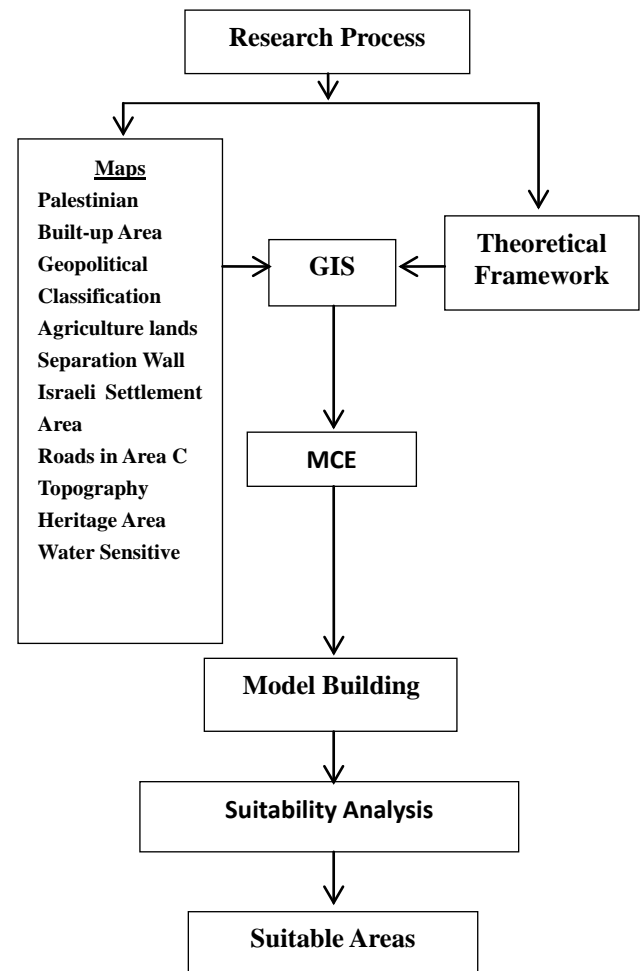 Research Process
Maps
Palestinian
Built-up Area
Geopolitical
Classification
Agriculture lands
Separation Wall
Israeli Settlement
Area
Roads in Area C
Topography
Heritage Area
Water Sensitive
GIS
Theoretical
Framework
MCE
Model Building
Suitability Analysis
Suitable Areas